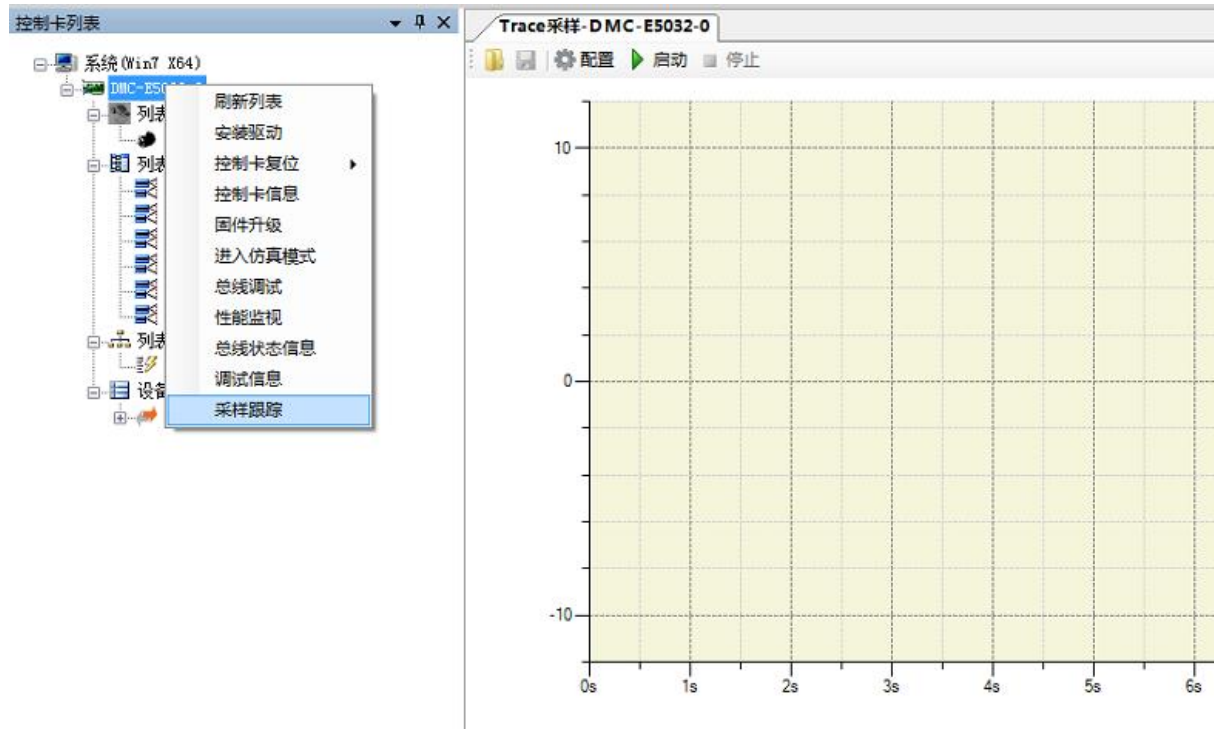 控制卡列表
系统(Win7 X64)
列表
列表
列表
设备
刷新列表
安装驱动
控制卡复位
控制卡信息
固件升级
进入仿真模式
总线调试
性能监视
总线状态信息
调试信息
采样跟踪
Trace采样-DMC-E5032-0
配置 启动 停止
10
0
-10
0s 1s 2s 3s 4s 5s 6s